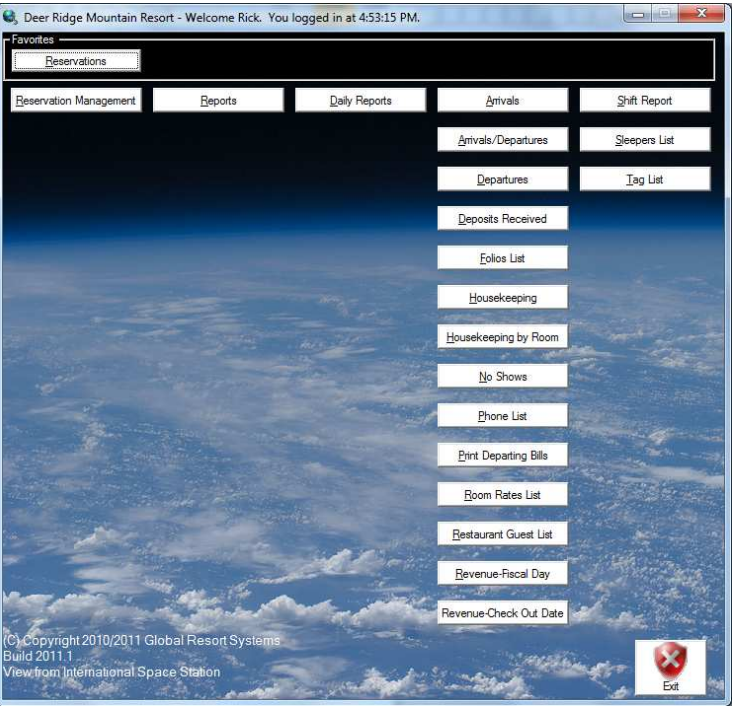 Deer Ridge Mountain Resort - Welcome Rick. You logged in at 4:53:15 PM.
Favorites
Reservations
Reservation Management
Reports
Daily Reports
Arrivals
Shift Report
Arrivals/Departures
Sleepers List
Departures
Tag List
Deposits Received
Folios List
Housekeeping
Housekeeping by Room
No Shows
Phone List
Print Departing Bills
Room Rates List
Restaurant Guest List
Revenue-Fiscal Day
Revenue-Check Out Date
(C) Copyright 2010/2011 Global Resort Systems
Build 2011.1
View from International Space Station
Exit